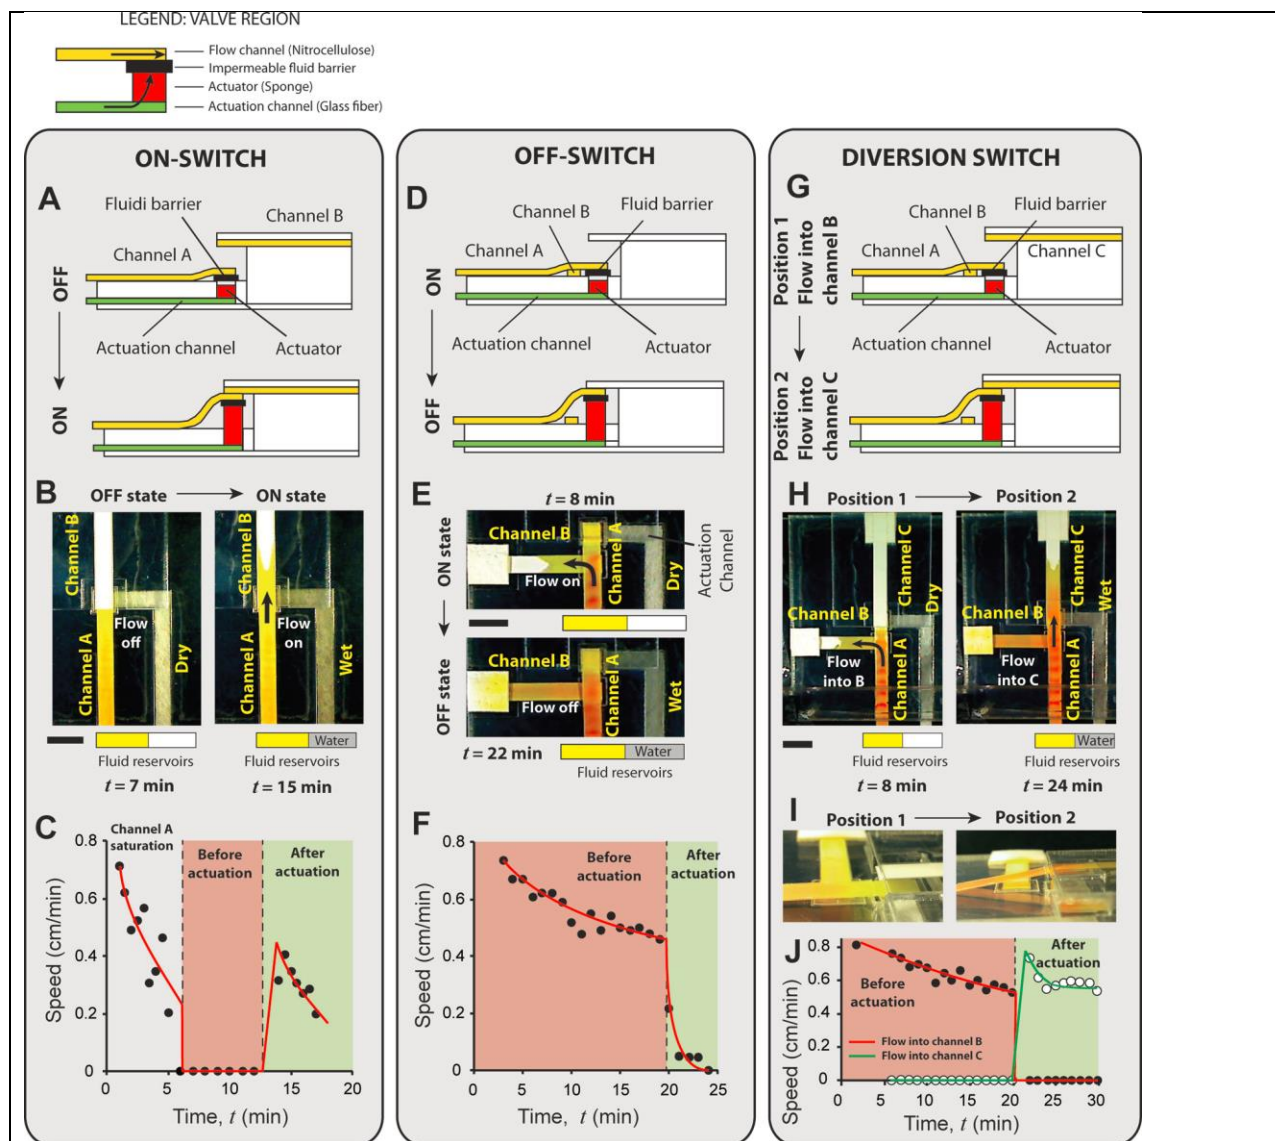 LEGEND: VALVE REGION
Flow channel (Nitrocellulose)
Impermeable fluid barrier
Actuator (Sponge)
Actuation channel (Glass fiber)
ON-SWITCH
A
Fluidi barrier
Channel B
Channel A
OFF
ON
Actuation channel
Actuator
B
OFF state
ON state
Channel B
Channel A
Flow
off
Dry
Channel B
Channel A
Flow
on
Wet
Water
Fluid reservoirs
Fluid reservoirs
t = 7 min
t = 15 min
C
Channel A
saturation
Before
actuation
After
actuation
Speed (cm/min)
0.8
0.6
0.4
0.2
0
0
5
10
15
20
Time, t (min)
OFF-SWITCH
D
Channel B
Fluid barrier
Channel A
ON
OFF
Actuation channel
Actuator
E
t = 8 min
ON state
OFF state
Channel B
Flow on
Channel A
Dry
Actuation
Channel
Channel B
Flow off
Channel A
Wet
t = 22 min
Water
Fluid reservoirs
F
Before
actuation
After
actuation
Speed (cm/min)
0.8
0.6
0.4
0.2
0
0
5
10
15
20
25
Time, t (min)
DIVERSION SWITCH
G
Position 1
Flow into
channel B
Channel B
Fluid barrier
Channel A
Channel C
Actuation channel
Actuator
Position 2
Flow into
channel C
H
Position 1
Position 2
Channel C
Channel B
Dry
Flow
into B
Channel A
Channel C
Channel B
Wet
Flow
into C
Channel A
Water
Fluid reservoirs
Fluid reservoirs
t = 8 min
t = 24 min
I
Position 1
Position 2
J
After
actuation
Before
actuation
Flow into channel B
Flow into channel C
Speed (cm/min)
0.8
0.6
0.4
0.2
0
0
5
10
15
20
25
30
Time, t (min)